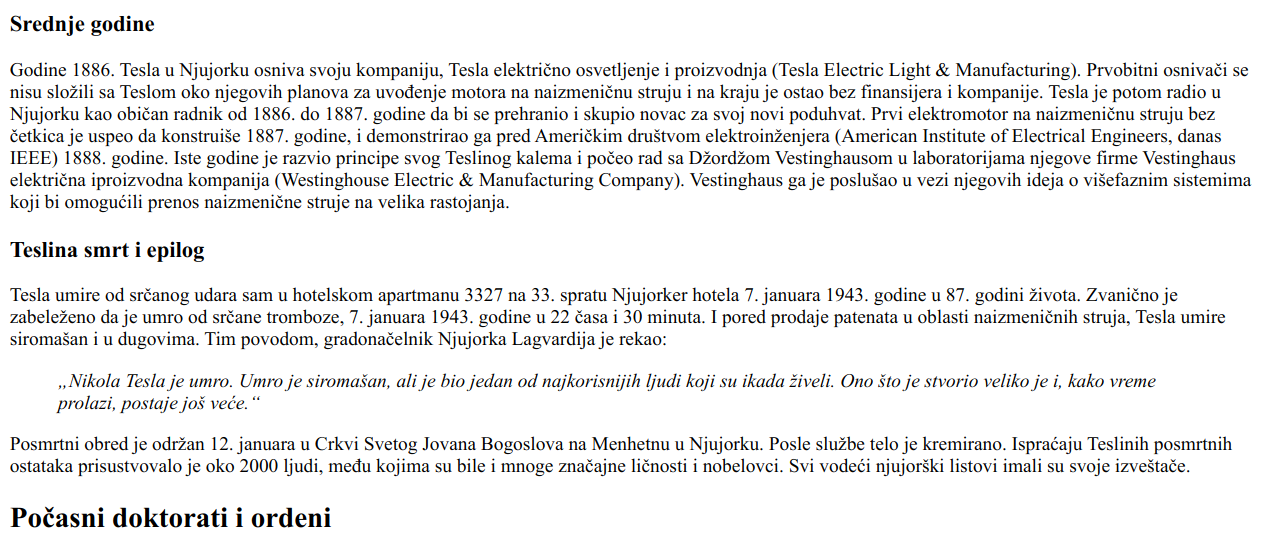 Srednje godine
Godine 1886. Tesla u Njujorku osniva svoju kompaniju, Tesla električno osvetljenje i proizvodnja (Tesla Electric Light & Manufacturing). Prvobitni osnivači se
nisu složili sa Teslom oko njegovih planova za uvođenje motora na naizmeničnu struju i na kraju je ostao bez finansijera i kompanije. Tesla je potom radio u
Njujorku kao običan radnik od 1886. do 1887. godine da bi se prehranio i skupio novac za svoj novi poduhvat. Prvi elektromotor na naizmeničnu struju bez
četkica je uspeo da konstruiše 1887. godine, i demonstrirao ga pred Američkim društvom elektroinženjera (American Institute of Electrical Engineers, danas
IEEE) 1888. godine. Iste godine je razvio principe svog Teslinog kalema i počeo rad sa Džordžom Vestinghausom u laboratorijama njegove firme Vestinghaus
električna iproizvodna kompanija (Westinghouse Electric & Manufacturing Company). Vestinghaus ga je poslušao u vezi njegovih ideja o višefaznim sistemima
koji bi omogućili prenos naizmenične struje na velika rastojanja.
Teslina smrt i epilog
Tesla umire od srčanog udara sam u hotelskom apartmanu 3327 na 33. spratu Njujorker hotela 7. januara 1943. godine u 87. godini života. Zvanično je
zabeleženo da je umro od srčane tromboze, 7. januara 1943. godine u 22 časa i 30 minuta. I pored prodaje patenata u oblasti naizmeničnih struja, Tesla umire
siromašan i u dugovima. Tim povodom, gradonačelnik Njujorka Lagvardija je rekao:
„Nikola Tesla je umro. Umro je siromašan, ali je bio jedan od najkorisnijih ljudi koji su ikada živeli. Ono što je stvorio veliko je i, kako vreme
prolazi, postaje još veće.“
Posmrtni obred je održan 12. januara u Crkvi Svetog Jovana Bogoslova na Menhetnu u Njujorku. Posle službe telo je kremirano. Ispraćaju Teslinih posmrtnih
ostataka prisustvovalo je oko 2000 ljudi, među kojima su bile i mnoge značajne ličnosti i nobelovci. Svi vodeći njujorški listovi imali su svoje izveštače.
Počasni doktorati i ordeni